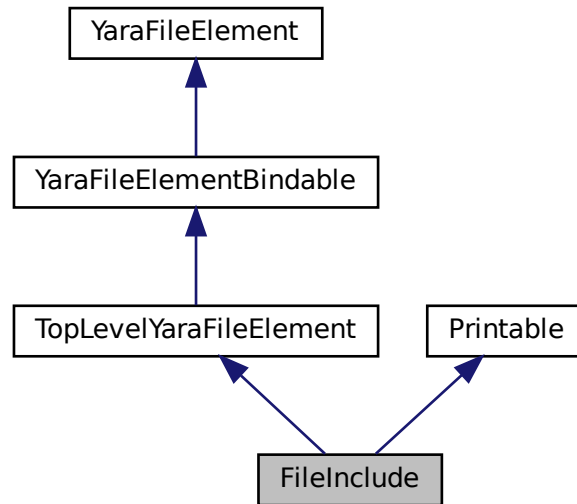 YaraFileElement
YaraFileElementBindable
TopLevelYaraFileElement
Printable
FileInclude